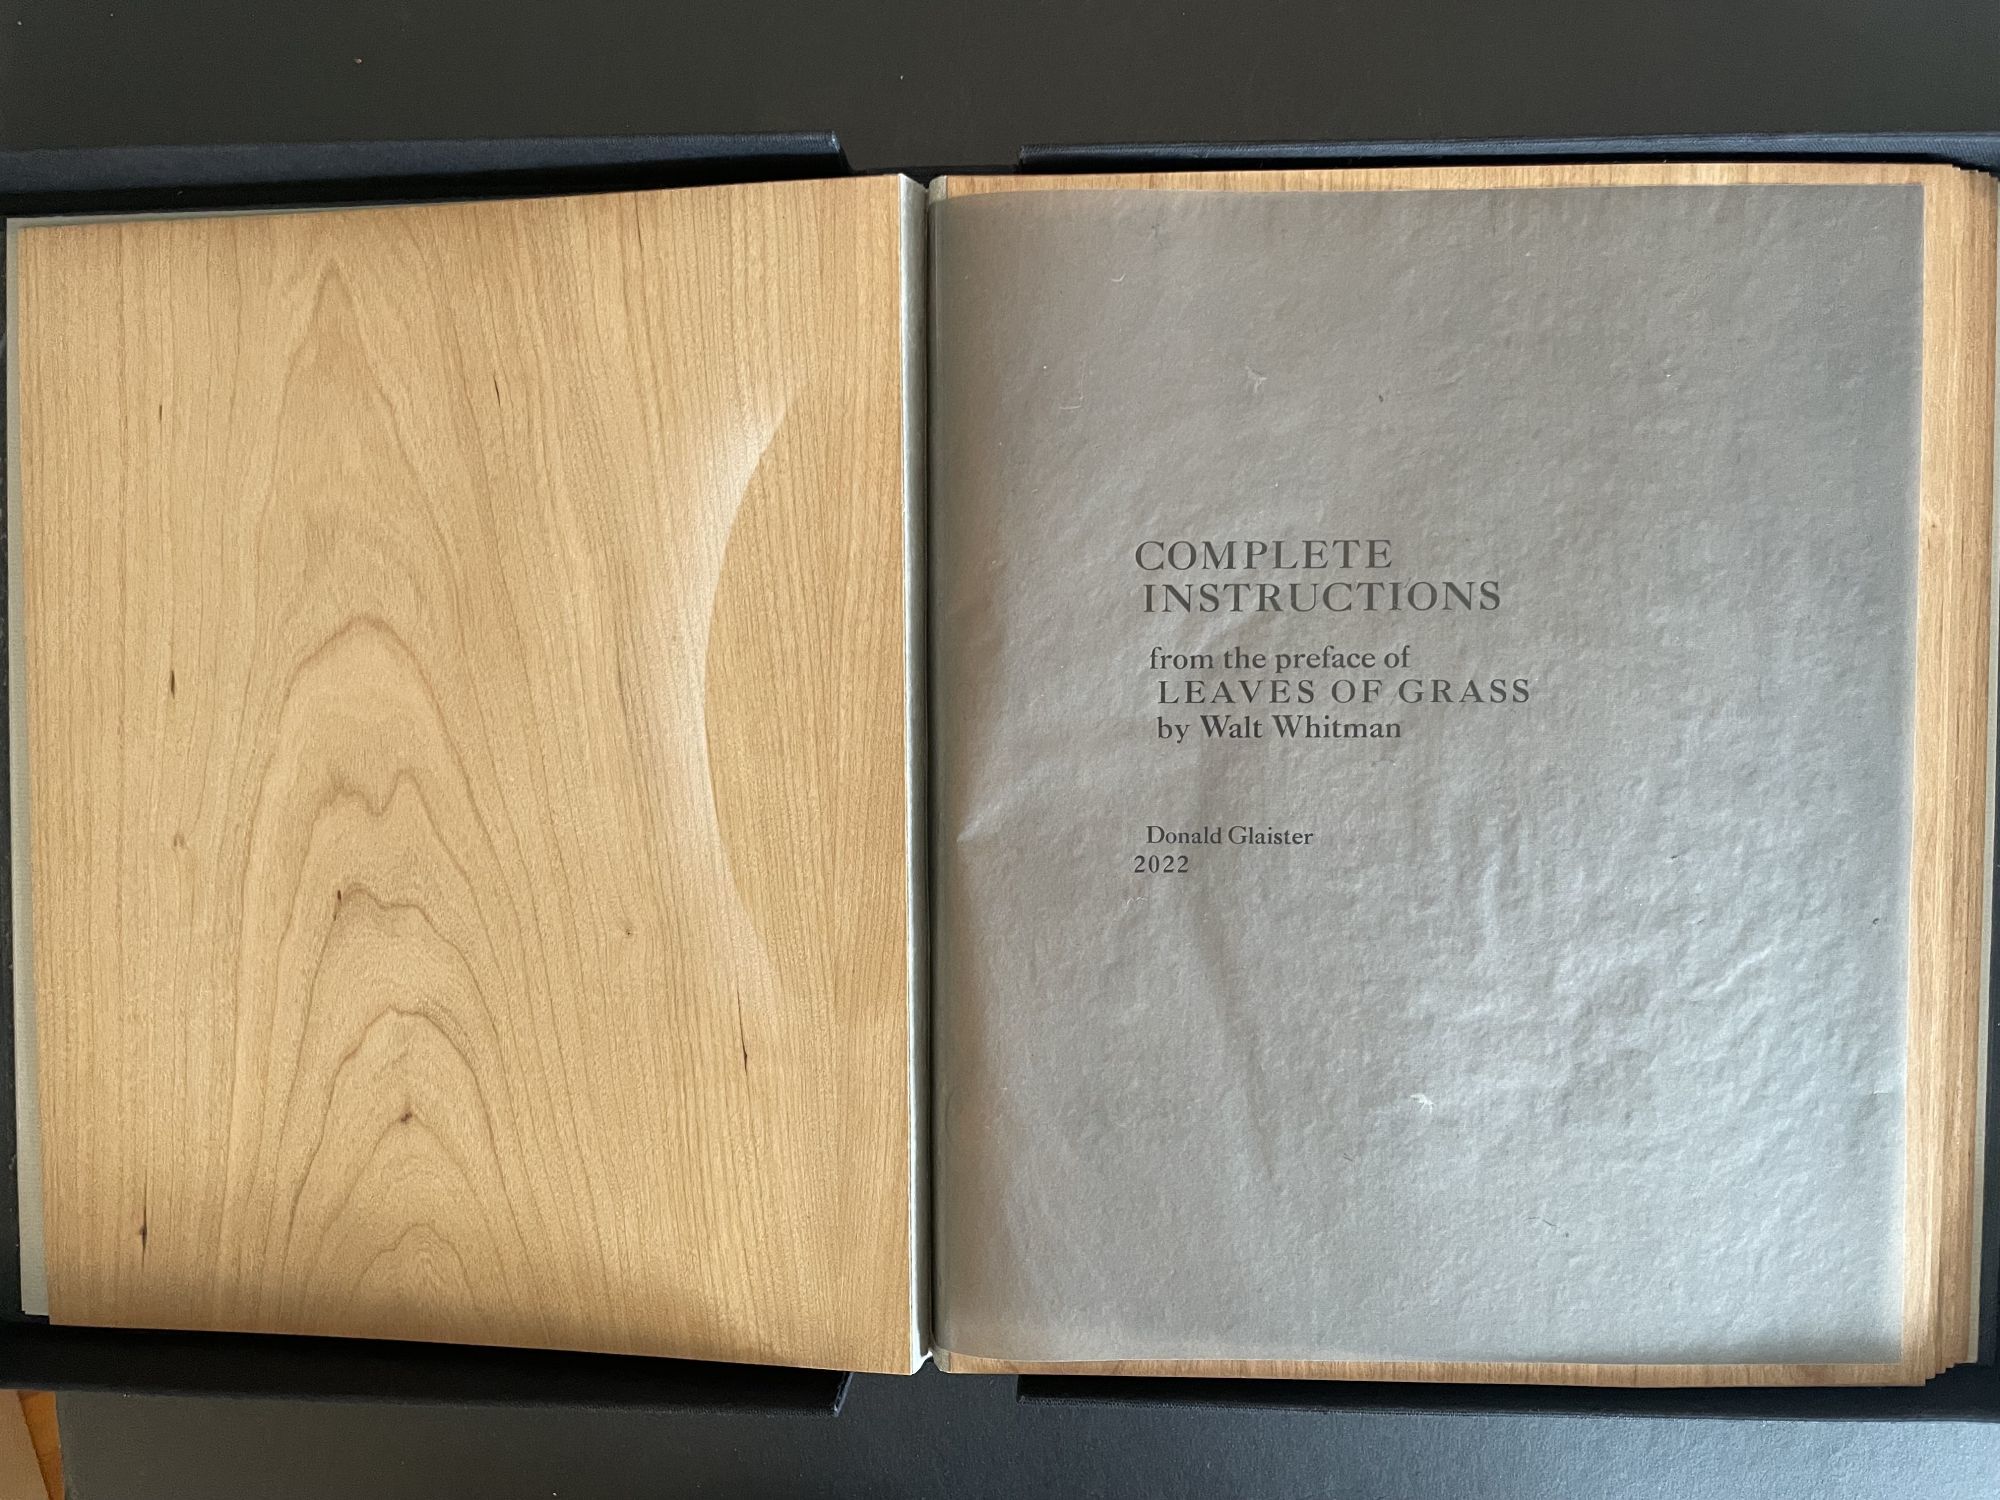 COMPLETE
INSTRUCTIONS
from the preface of
LEAVES OF GRASS
by Walt Whitman
Donald Glaister
2022